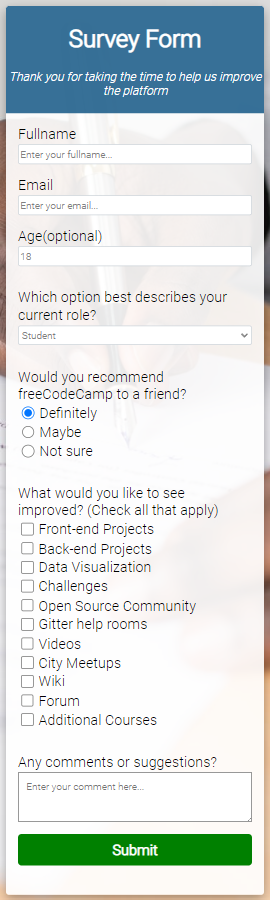 Survey Form
Thank you for taking the time to help us improve
the platform
Fullname
Enter your fullname...
Email
Enter your email...
Age(optional)
18
Which option best describes your
current role?
Student
Would you recommend
freeCodeCamp to a friend?
Definitely
Maybe
Not sure
What would you like to see
improved? (Check all that apply)
Front-end Projects
Back-end Projects
Data Visualization
Challenges
Open Source Community
Gitter help rooms
Videos
City Meetups
Wiki
Forum
Additional Courses
Any comments or suggestions?
Enter your comment here...
Submit